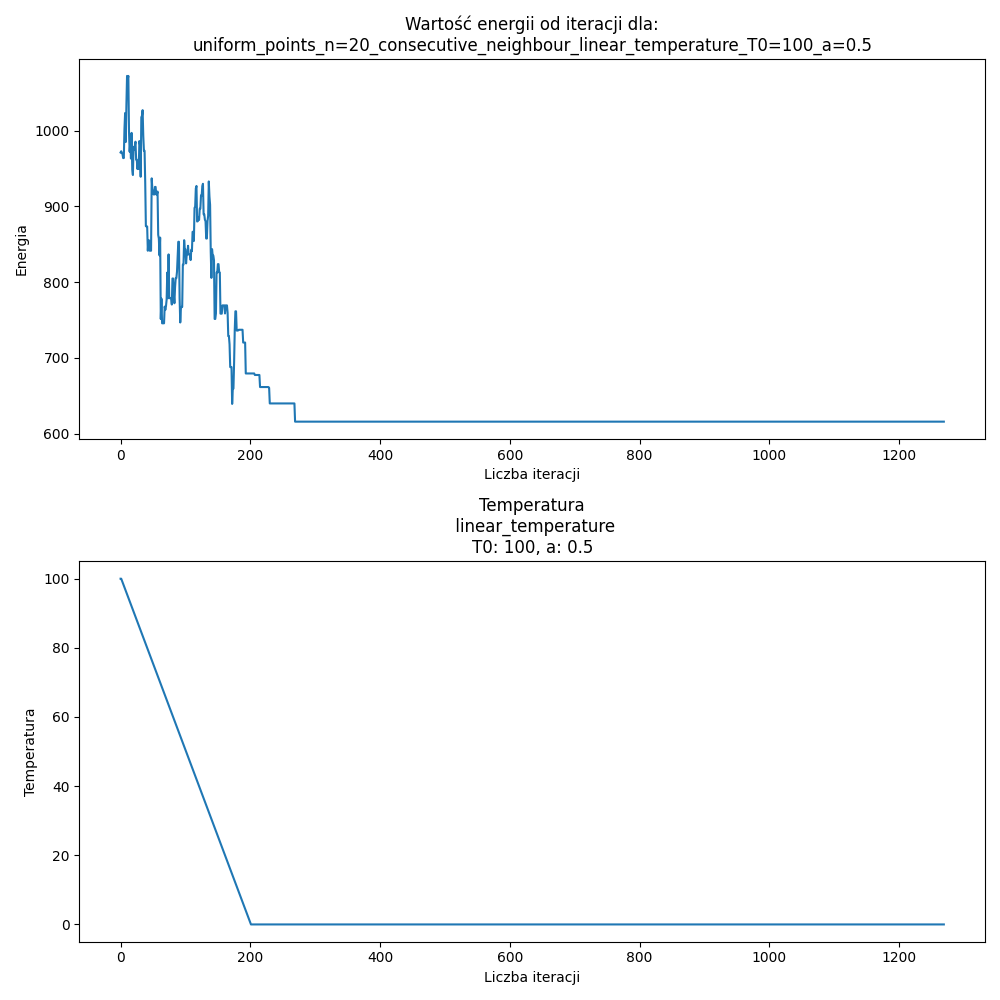 Wartość energii od iteracji dla:
uniform_points_n=20_consecutive_neighbour_linear_temperature_T0=100_a=0.5
Energia
1000
900
800
700
600
0 200 400 600 800 1000 1200
Liczba iteracji
Temperatura
linear_temperature
T0: 100, a: 0.5
Temperatura
100
80
60
40
20
0
0 200 400 600 800 1000 1200
Liczba iteracji